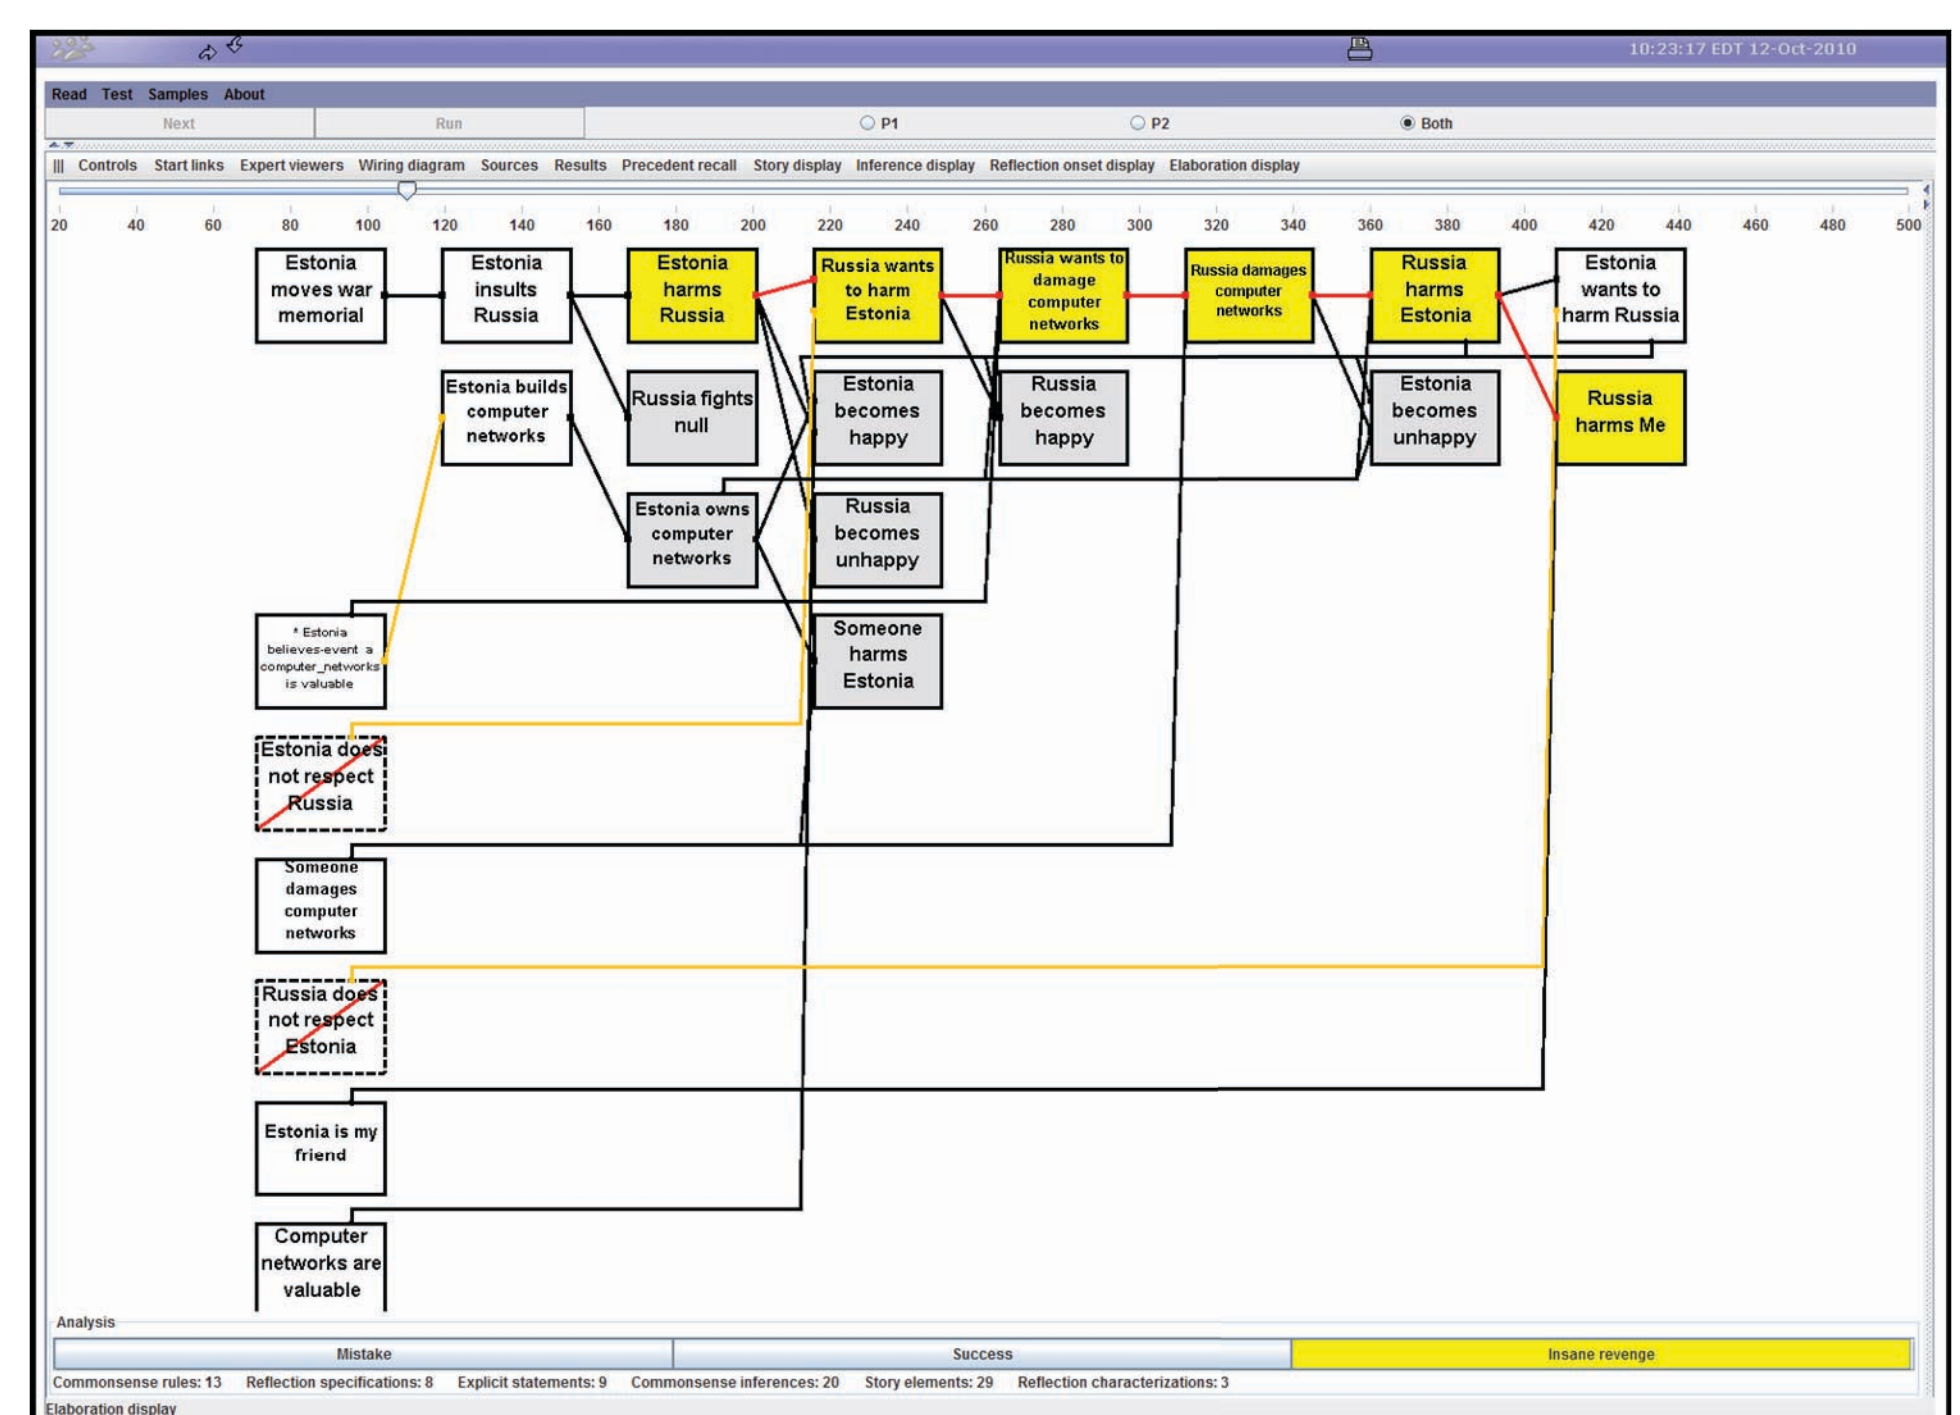 10:23:17 EDT 12-Oct-2010
Read Test Samples About
Next Run P1 P2 Both
||| Controls Start links Expert viewers Wiring diagram Sources Results Precedent recall Story display Inference display Reflection onset display Elaboration display
20 40 60 80 100 120 140 160 180 200 220 240 260 280 300 320 340 360 380 400 420 440 460 480 500
Estonia
moves war
memorial
Estonia
insults
Russia
Estonia
harms
Russia
Russia wants
to harm
Estonia
Russia wants to
damage
computer
networks
Russia damages
computer
networks
Russia
harms
Estonia
Estonia
wants to
harm Russia
Estonia builds
computer
networks
Russia fights
null
Estonia
becomes
happy
Russia
becomes
happy
Estonia
becomes
unhappy
Russia
harms Me
Estonia owns
computer
networks
Russia
becomes
unhappy
* Estonia
believes-event a
computer_networks
is valuable
Someone
harms
Estonia
Estonia does
not respect
Russia
Someone
damages
computer
networks
Russia does
not respect
Estonia
Estonia is my
friend
Computer
networks are
valuable
Analysis
Mistake Success Insane revenge
Commonsense rules: 13 Reflection specifications: 8 Explicit statements: 9 Commonsense inferences: 20 Story elements: 29 Reflection characterizations: 3
Elaboration display